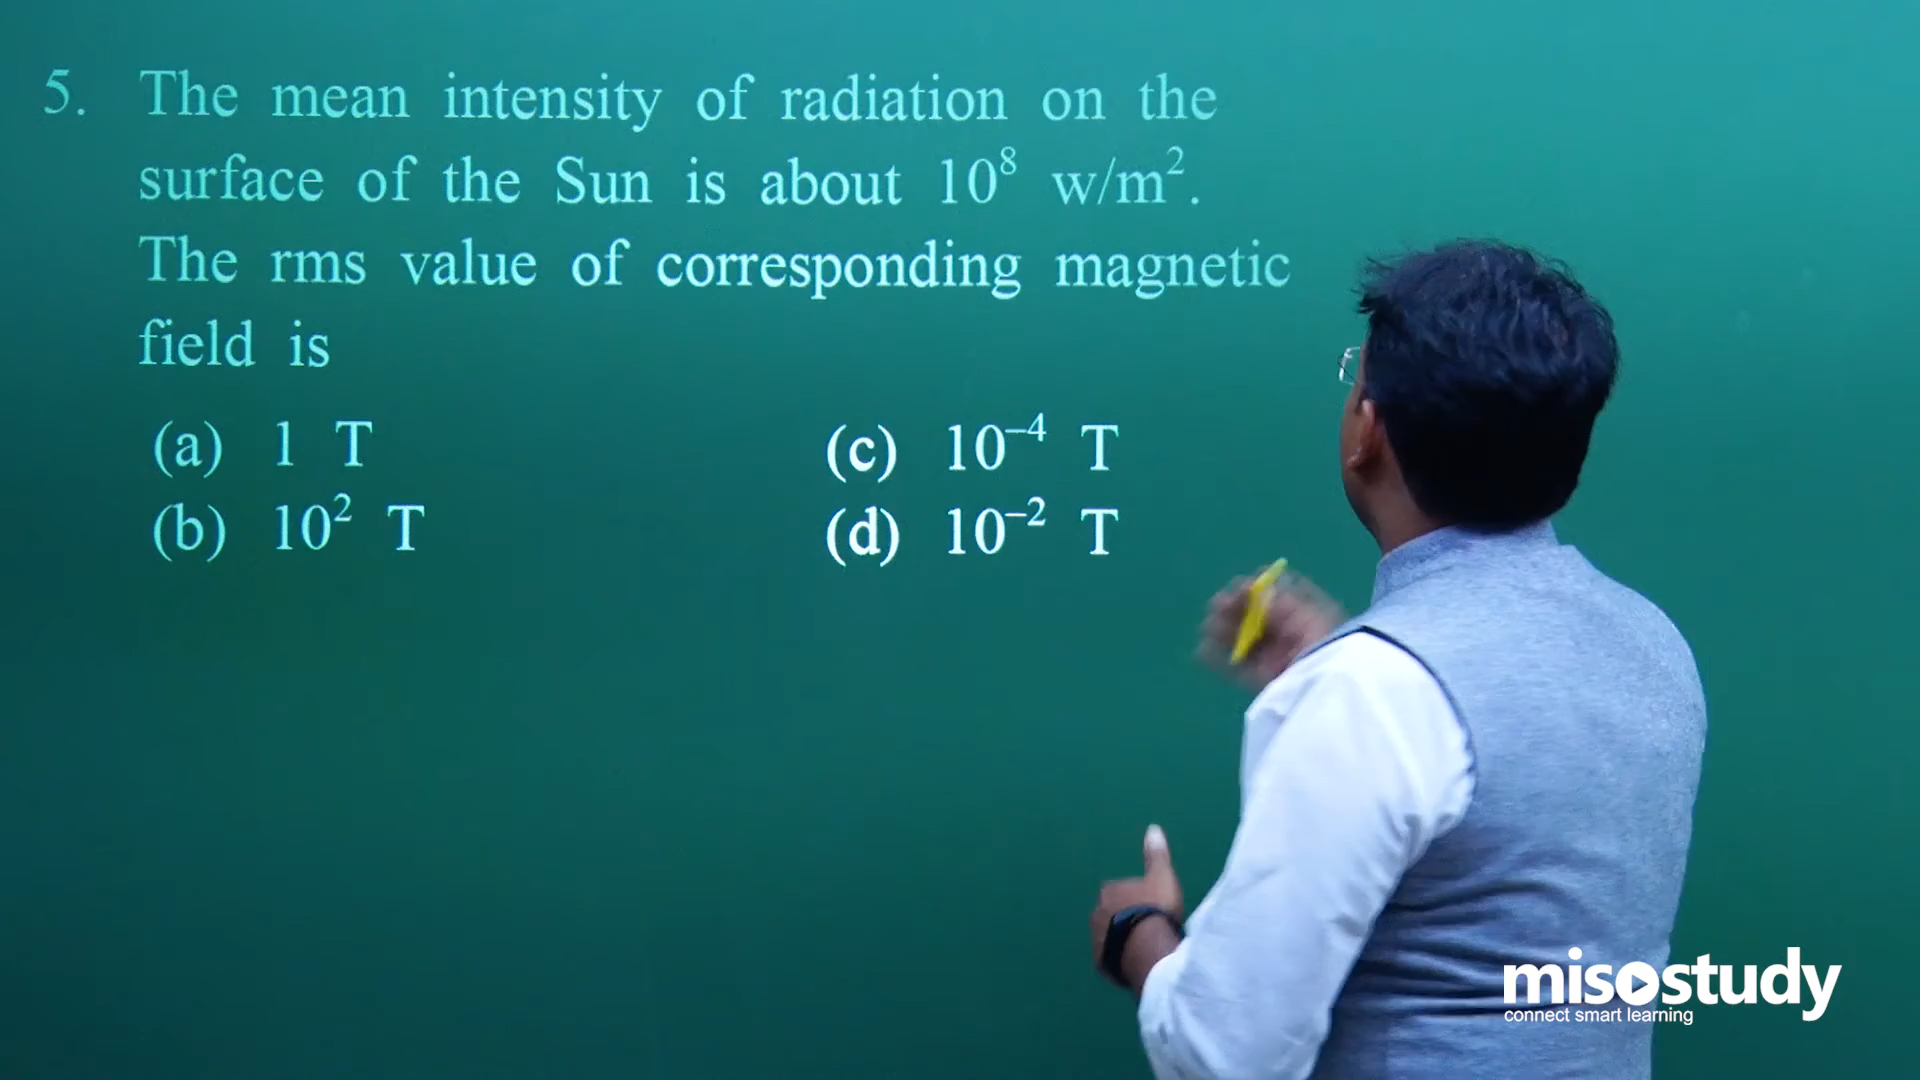 5. The mean intensity of radiation on the
surface of the Sun is about 10⁸ w/m².
The rms value of corresponding magnetic
field is
(a) 1 T
(b) 10² T
(c) 10⁻⁴ T
(d) 10⁻² T
misostudy
connect smart learning